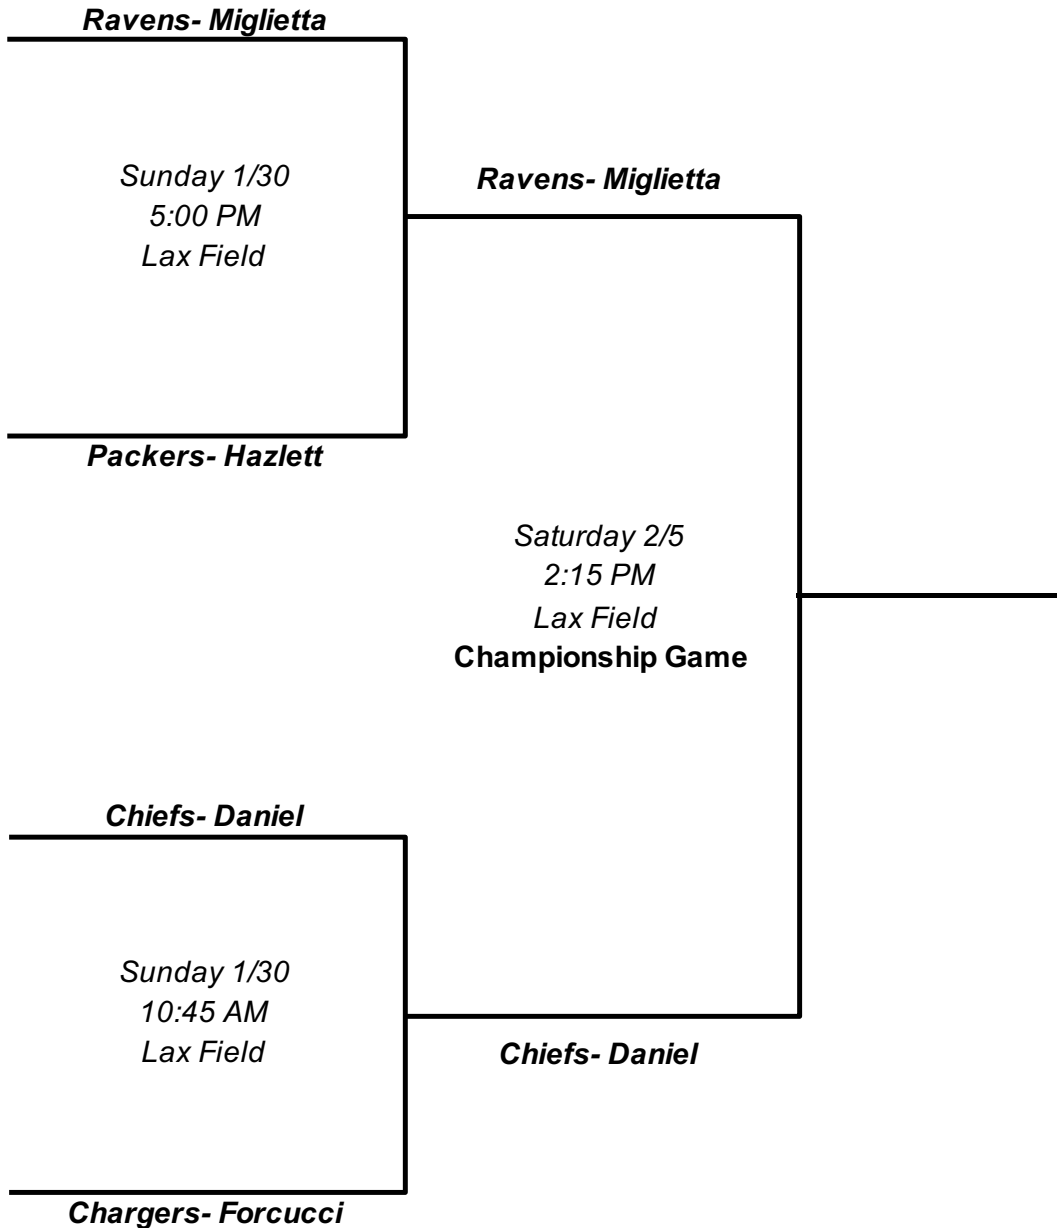 Ravens- Miglietta
Sunday 1/30
5:00 PM
Lax Field
Ravens- Miglietta
Packers- Hazlett
Saturday 2/5
2:15 PM
Lax Field
Championship Game
Chiefs- Daniel
Sunday 1/30
10:45 AM
Lax Field
Chiefs- Daniel
Chargers- Forcucci